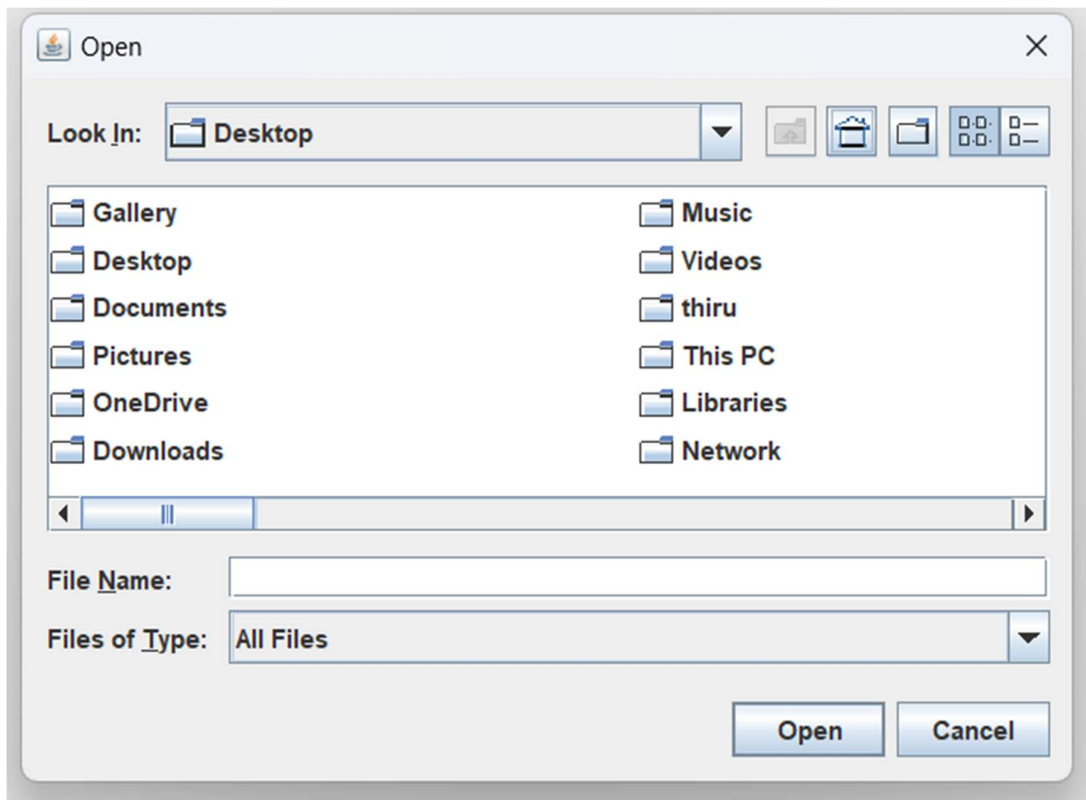 Open
Look In: Desktop
Gallery
Desktop
Documents
Pictures
OneDrive
Downloads
Music
Videos
thiru
This PC
Libraries
Network
File Name:
Files of Type: All Files
Open Cancel